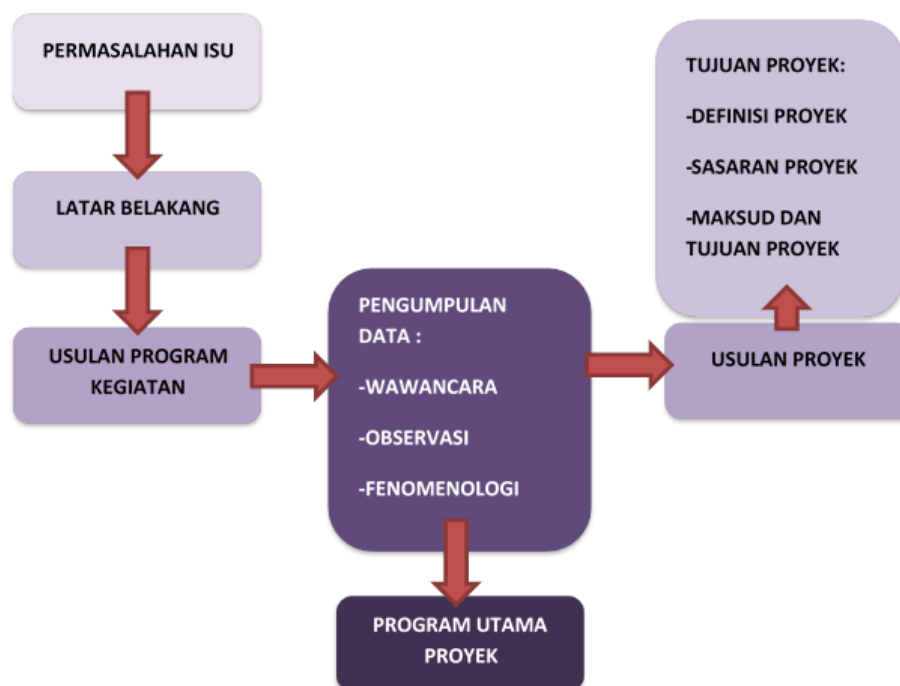 PERMASALAHAN ISU
LATAR BELAKANG
USULAN PROGRAM
KEGIATAN
PENGUMPULAN
DATA :
-WAWANCARA
-OBSERVASI
-FENOMENOLOGI
PROGRAM UTAMA
PROYEK
USULAN PROYEK
TUJUAN PROYEK:
-DEFINISI PROYEK
-SASARAN PROYEK
-MAKSUD DAN
TUJUAN PROYEK